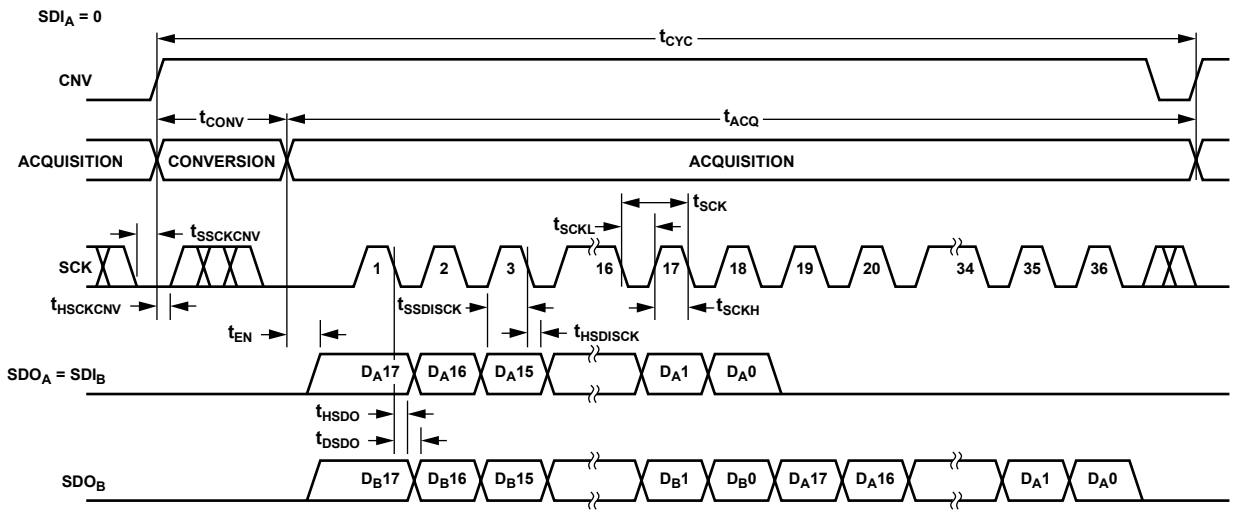 SDIA = 0
tCYC
CNV
tCONV
tACQ
ACQUISITION
CONVERSION
ACQUISITION
tSCK
tSCKL
tSSCKCNV
SCK
1
2
3
16
17
18
19
20
34
35
36
tHSCKCNV
tSSDISCK
tSCKH
tEN
tHSDISCK
SDOA = SDIB
DA17
DA16
DA15
DA1
DA0
tHSDO
tDSDO
SDOB
DB17
DB16
DB15
DB1
DB0
DA17
DA16
DA1
DA0